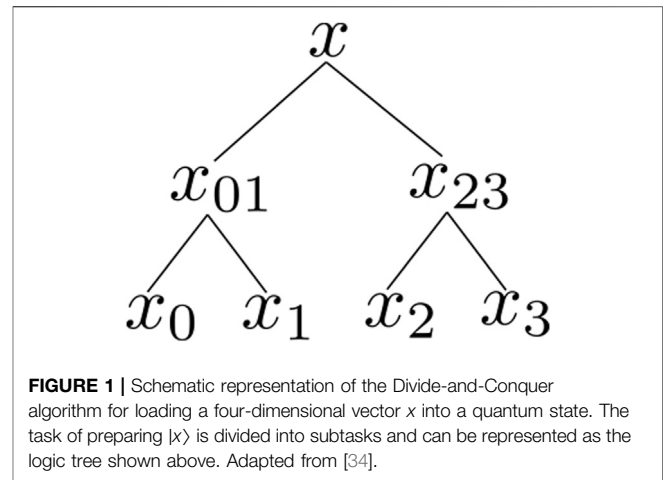 x
x01 x23
x0 x1 x2 x3
FIGURE 1 | Schematic representation of the Divide-and-Conquer
algorithm for loading a four-dimensional vector x into a quantum state. The
task of preparing |x⟩ is divided into subtasks and can be represented as the
logic tree shown above. Adapted from [34].